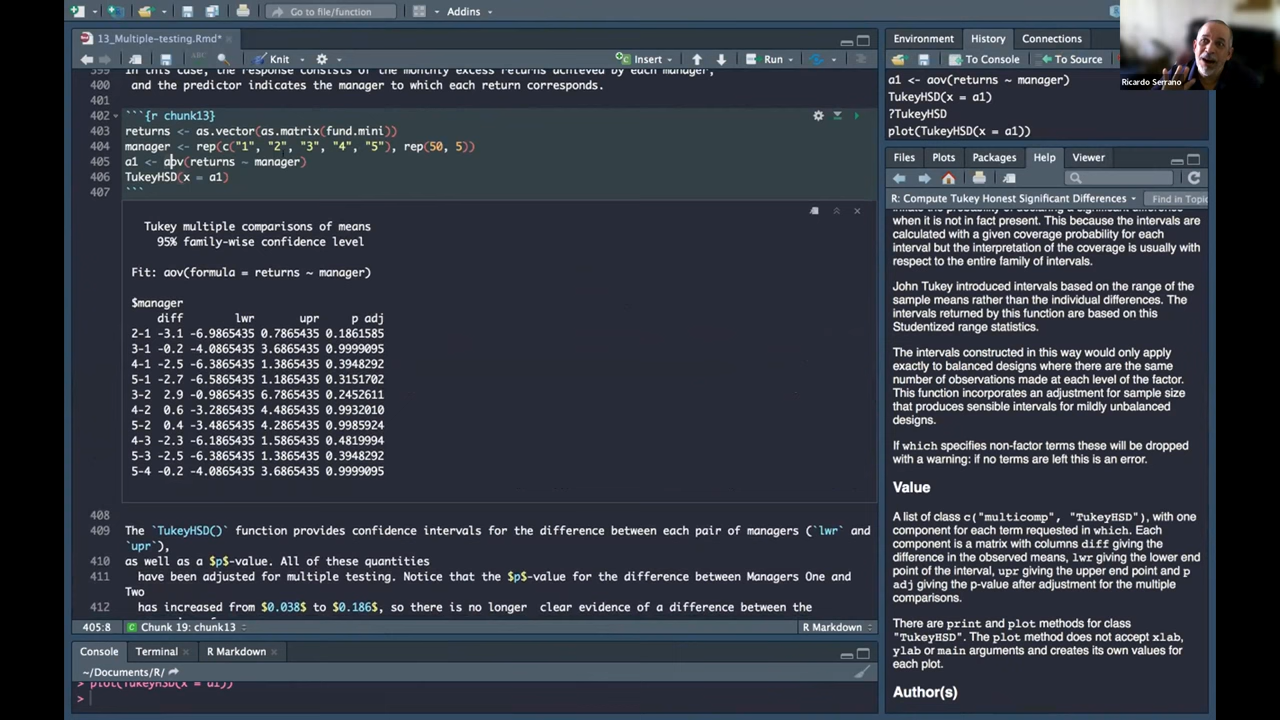 Go to file/function
Addins
13_Multiple-testing.Rmd*
Knit
Insert
Run
In this case, the response consists of the monthly excess returns achieved by each manager,
400 and the predictor indicates the manager to which each return corresponds.
401
402 ```{r chunk13}
403 returns <- as.vector(as.matrix(fund.mini))
404 manager <- rep(c("1", "2", "3", "4", "5"), rep(50, 5))
405 a1 <- aov(returns ~ manager)
406 TukeyHSD(x = a1)
407 ```
Tukey multiple comparisons of means
95% family-wise confidence level
Fit: aov(formula = returns ~ manager)
$manager
diff lwr upr p adj
2-1 -3.1 -6.9865435 0.7865435 0.1861585
3-1 -0.2 -4.0865435 3.6865435 0.9999095
4-1 -2.5 -6.3865435 1.3865435 0.3948292
5-1 -2.7 -6.5865435 1.1865435 0.3151702
3-2 2.9 -0.9865435 6.7865435 0.2452611
4-2 0.6 -3.2865435 4.4865435 0.9932010
5-2 0.4 -3.4865435 4.2865435 0.9985924
4-3 -2.3 -6.1865435 1.5865435 0.4819994
5-3 -2.5 -6.3865435 1.3865435 0.3948292
5-4 -0.2 -4.0865435 3.6865435 0.9999095
408
409 The `TukeyHSD()` function provides confidence intervals for the difference between each pair of managers (`lwr` and
`upr`),
410 as well as a $p$-value. All of these quantities
411 have been adjusted for multiple testing. Notice that the $p$-value for the difference between Managers One and
Two
412 has increased from $0.038$ to $0.186$, so there is no longer clear evidence of a difference between the
405:8 Chunk 19: chunk13 R Markdown
Console Terminal R Markdown
~/Documents/R/
> plot(TukeyHSD(x = a1))
>
Ricardo Serrano
Environment History Connections
To Console To Source
a1 <- aov(returns ~ manager)
TukeyHSD(x = a1)
?TukeyHSD
plot(TukeyHSD(x = a1))
Files Plots Packages Help Viewer
R: Compute Tukey Honest Significant Differences Find in Topic
inflate the probability of declaring a significant difference
when it is not in fact present. This because the intervals are
calculated with a given coverage probability for each
interval but the interpretation of the coverage is usually with
respect to the entire family of intervals.
John Tukey introduced intervals based on the range of the
sample means rather than the individual differences. The
intervals returned by this function are based on this
Studentized range statistics.
The intervals constructed in this way would only apply
exactly to balanced designs where there are the same
number of observations made at each level of the factor.
This function incorporates an adjustment for sample size
that produces sensible intervals for mildly unbalanced
designs.
If which specifies non-factor terms these will be dropped
with a warning: if no terms are left this is an error.
Value
A list of class c("multicomp", "TukeyHSD"), with one
component for each term requested in which. Each
component is a matrix with columns diff giving the
difference in the observed means, lwr giving the lower end
point of the interval, upr giving the upper end point and p
adj giving the p-value after adjustment for the multiple
comparisons.
There are print and plot methods for class
"TukeyHSD". The plot method does not accept xlab,
ylab or main arguments and creates its own values for
each plot.
Author(s)